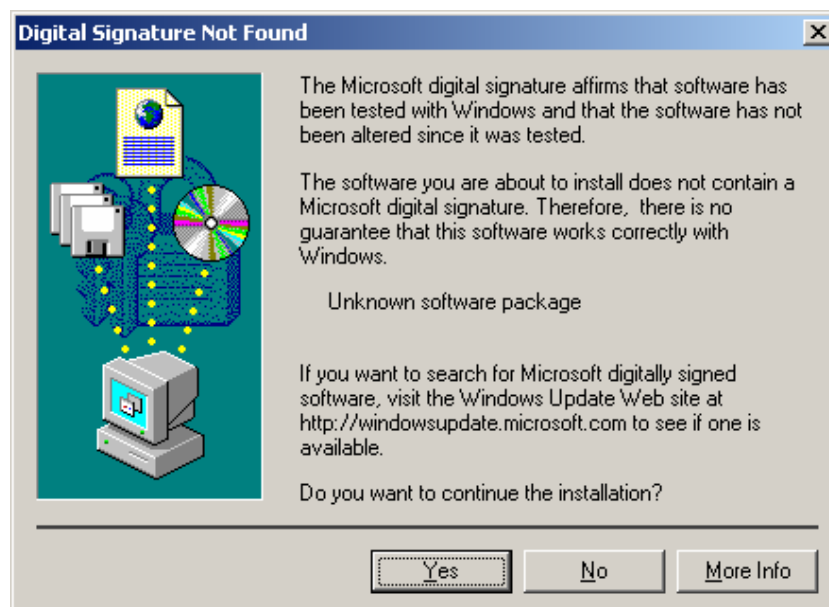 Digital Signature Not Found
The Microsoft digital signature affirms that software has
been tested with Windows and that the software has not
been altered since it was tested.
The software you are about to install does not contain a
Microsoft digital signature. Therefore,  there is no
guarantee that this software works correctly with
Windows.
Unknown software package
If you want to search for Microsoft digitally signed
software, visit the Windows Update Web site at
http://windowsupdate.microsoft.com to see if one is
available.
Do you want to continue the installation?
Yes No More Info